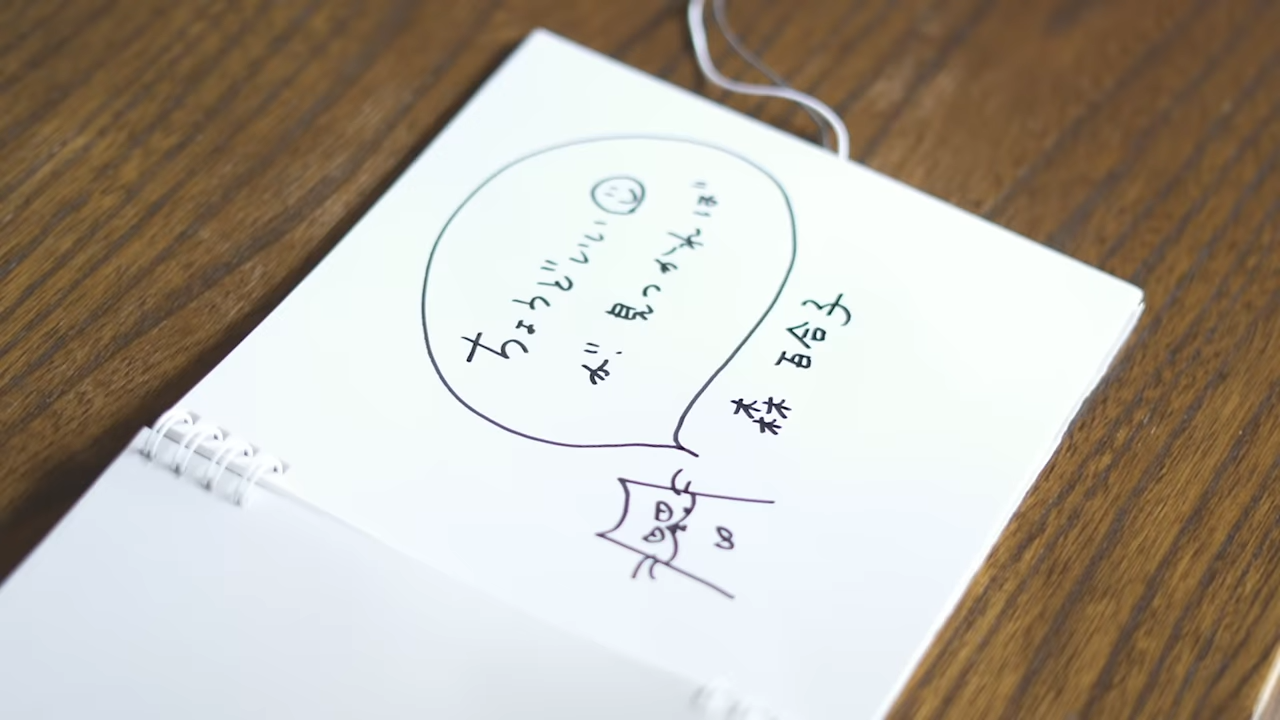 ちょうどいい
が 見つかれば
森 百合子